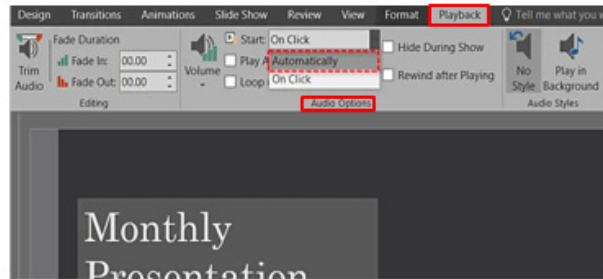 Design Transitions Animations Slide Show Review View Format Playback Tell me what you
Fade Duration
Fade In: 00.00
Fade Out: 00.00
Trim
Audio
Editing
Volume
Start: On Click
Play A
Automatically
Loop
On Click
Hide During Show
Rewind after Playing
Audio Options
No
Style
Play in
Background
Audio Styles
Monthly
Presentation